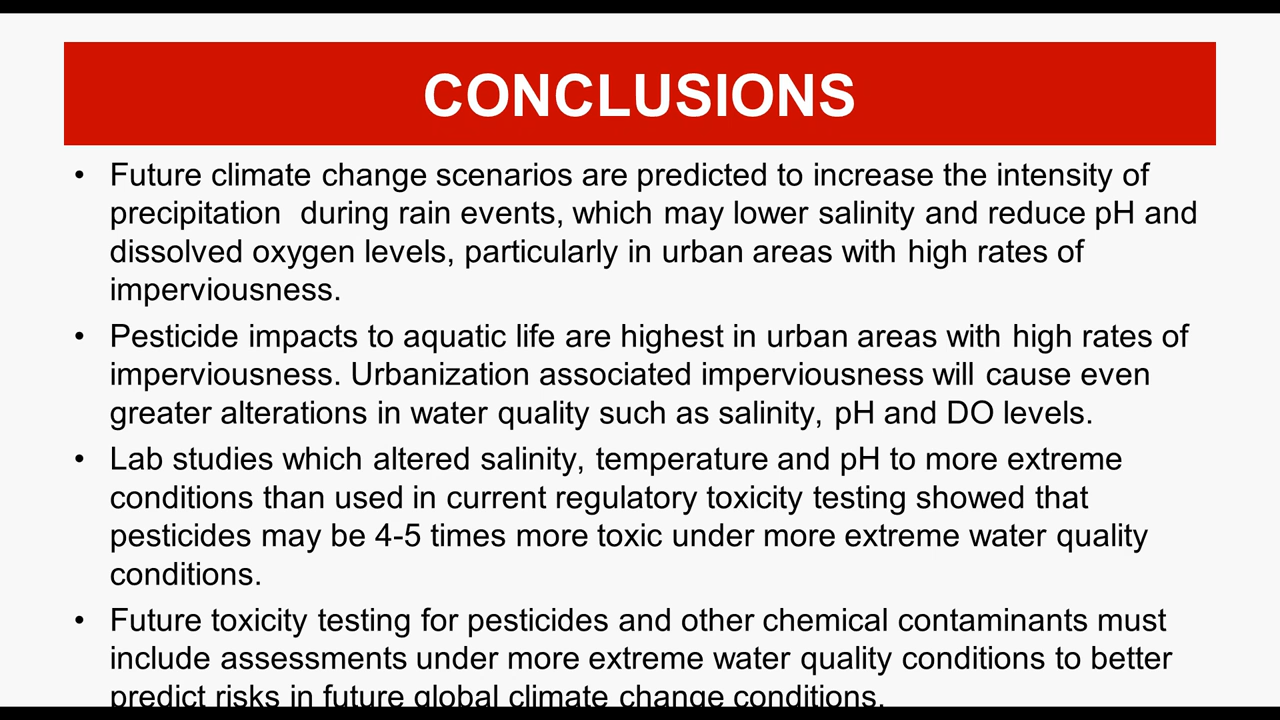 CONCLUSIONS
• Future climate change scenarios are predicted to increase the intensity of
precipitation  during rain events, which may lower salinity and reduce pH and
dissolved oxygen levels, particularly in urban areas with high rates of
imperviousness.
• Pesticide impacts to aquatic life are highest in urban areas with high rates of
imperviousness. Urbanization associated imperviousness will cause even
greater alterations in water quality such as salinity, pH and DO levels.
• Lab studies which altered salinity, temperature and pH to more extreme
conditions than used in current regulatory toxicity testing showed that
pesticides may be 4-5 times more toxic under more extreme water quality
conditions.
• Future toxicity testing for pesticides and other chemical contaminants must
include assessments under more extreme water quality conditions to better
predict risks in future global climate change conditions.